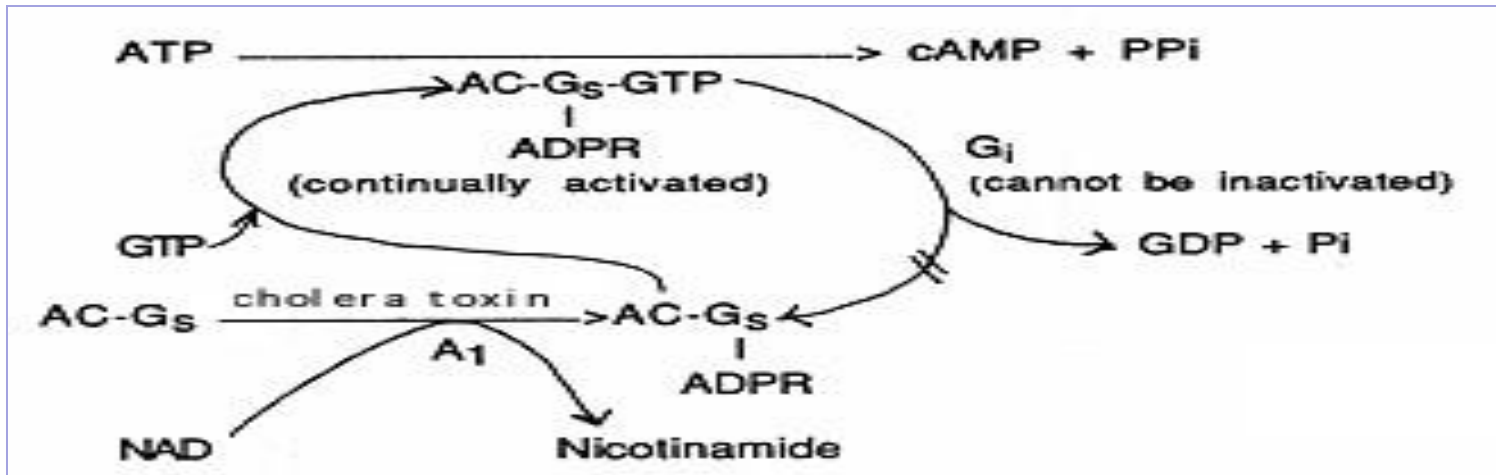 ATP ⟶ cAMP + PPi
AC-Gs-GTP
ADPR
(continually activated)
Gi
(cannot be inactivated)
GTP
GDP + Pi
cholera toxin
AC-Gs ⟶ AC-Gs
A1
ADPR
NAD
Nicotinamide